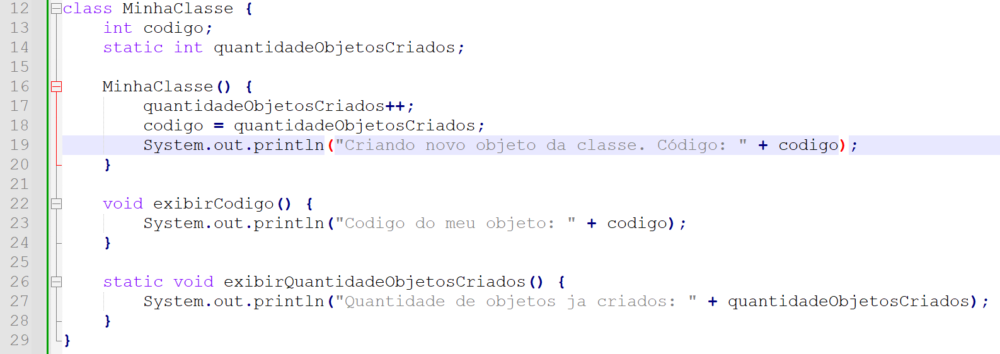 12 class MinhaClasse {
13     int codigo;
14     static int quantidadeObjetosCriados;
15
16     MinhaClasse() {
17         quantidadeObjetosCriados++;
18         codigo = quantidadeObjetosCriados;
19         System.out.println("Criando novo objeto da classe. Código: " + codigo);
20     }
21
22     void exibirCodigo() {
23         System.out.println("Codigo do meu objeto: " + codigo);
24     }
25
26     static void exibirQuantidadeObjetosCriados() {
27         System.out.println("Quantidade de objetos ja criados: " + quantidadeObjetosCriados);
28     }
29 }